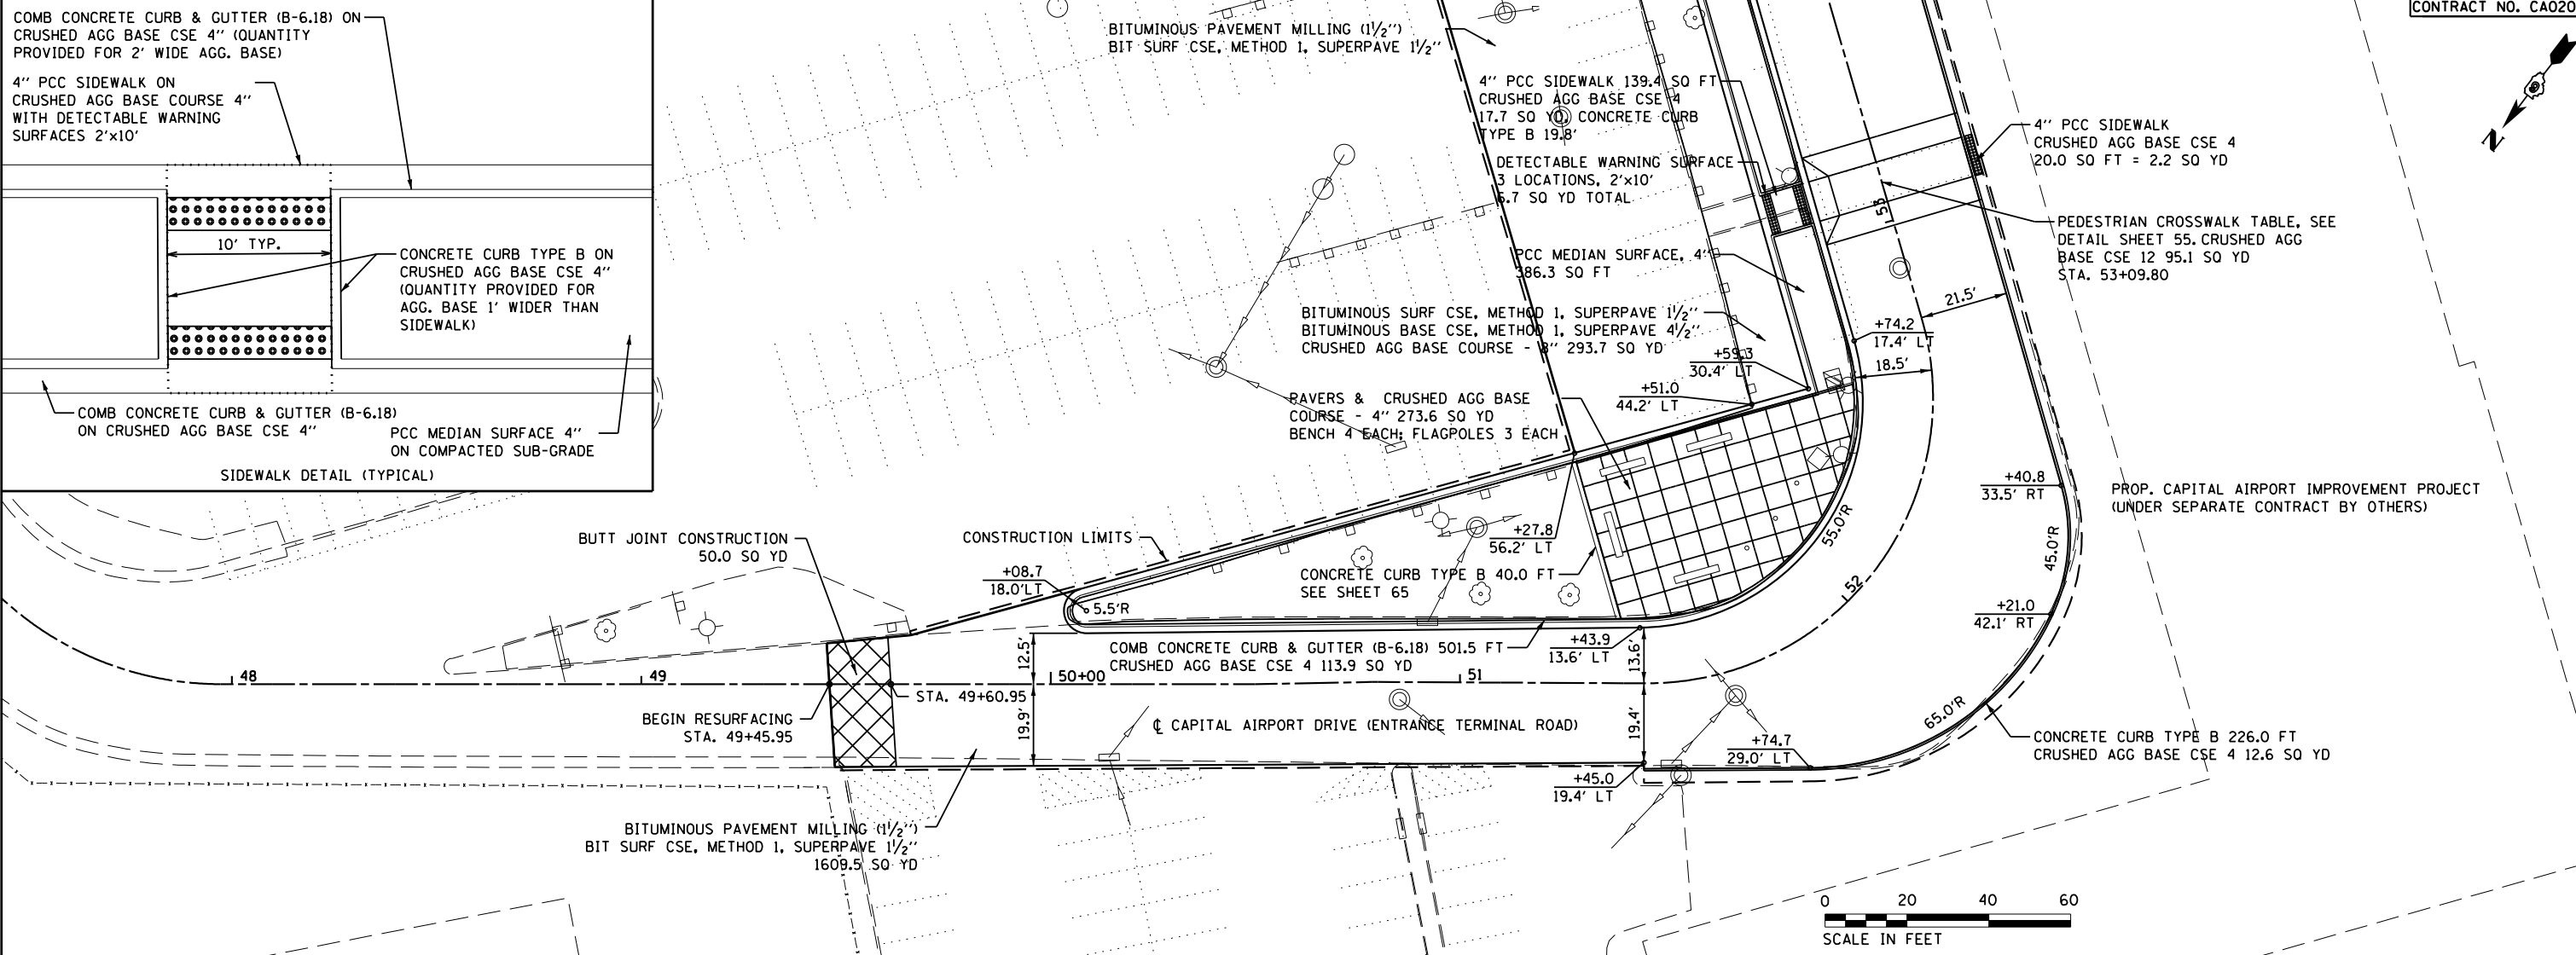 COMB CONCRETE CURB & GUTTER (B-6.18) ON
CRUSHED AGG BASE CSE 4'' (QUANTITY
PROVIDED FOR 2' WIDE AGG. BASE)
4'' PCC SIDEWALK ON
CRUSHED AGG BASE COURSE 4''
WITH DETECTABLE WARNING
SURFACES 2'x10'
10' TYP.
CONCRETE CURB TYPE B ON
CRUSHED AGG BASE CSE 4''
(QUANTITY PROVIDED FOR
AGG. BASE 1' WIDER THAN
SIDEWALK)
COMB CONCRETE CURB & GUTTER (B-6.18)
ON CRUSHED AGG BASE CSE 4''
PCC MEDIAN SURFACE 4''
ON COMPACTED SUB-GRADE
SIDEWALK DETAIL (TYPICAL)
BITUMINOUS PAVEMENT MILLING (1½'')
BIT SURF CSE, METHOD 1, SUPERPAVE 1½''
4'' PCC SIDEWALK 139.4 SQ FT
CRUSHED AGG BASE CSE 4
17.7 SQ YD, CONCRETE CURB
TYPE B 19.8'
DETECTABLE WARNING SURFACE
3 LOCATIONS, 2'x10'
6.7 SQ YD TOTAL
PCC MEDIAN SURFACE, 4''
386.3 SQ FT
BITUMINOUS SURF CSE, METHOD 1, SUPERPAVE 1½''
BITUMINOUS BASE CSE, METHOD 1, SUPERPAVE 4½''
CRUSHED AGG BASE COURSE - 8'' 293.7 SQ YD
PAVERS & CRUSHED AGG BASE
COURSE - 4'' 273.6 SQ YD
BENCH 4 EACH; FLAGPOLES 3 EACH
+59.3
30.4' LT
+51.0
44.2' LT
+74.2
17.4' LT
18.5'
21.5'
53
CONTRACT NO. CA020
N
4'' PCC SIDEWALK
CRUSHED AGG BASE CSE 4
20.0 SQ FT = 2.2 SQ YD
PEDESTRIAN CROSSWALK TABLE, SEE
DETAIL SHEET 55. CRUSHED AGG
BASE CSE 12 95.1 SQ YD
STA. 53+09.80
+40.8
33.5' RT
PROP. CAPITAL AIRPORT IMPROVEMENT PROJECT
(UNDER SEPARATE CONTRACT BY OTHERS)
45.0'R
+21.0
42.1' RT
55.0'R
52
65.0'R
CONCRETE CURB TYPE B 226.0 FT
CRUSHED AGG BASE CSE 4 12.6 SQ YD
BUTT JOINT CONSTRUCTION
50.0 SQ YD
CONSTRUCTION LIMITS
+08.7
18.0'LT
5.5'R
+27.8
56.2' LT
CONCRETE CURB TYPE B 40.0 FT
SEE SHEET 65
COMB CONCRETE CURB & GUTTER (B-6.18) 501.5 FT
CRUSHED AGG BASE CSE 4 113.9 SQ YD
+43.9
13.6' LT
13.6'
12.5'
48
49
50+00
51
STA. 49+60.95
BEGIN RESURFACING
STA. 49+45.95
19.9'
℄ CAPITAL AIRPORT DRIVE (ENTRANCE TERMINAL ROAD)
19.4'
+74.7
29.0' LT
+45.0
19.4' LT
BITUMINOUS PAVEMENT MILLING (1½'')
BIT SURF CSE, METHOD 1, SUPERPAVE 1½''
1609.5 SQ YD
0 20 40 60
SCALE IN FEET